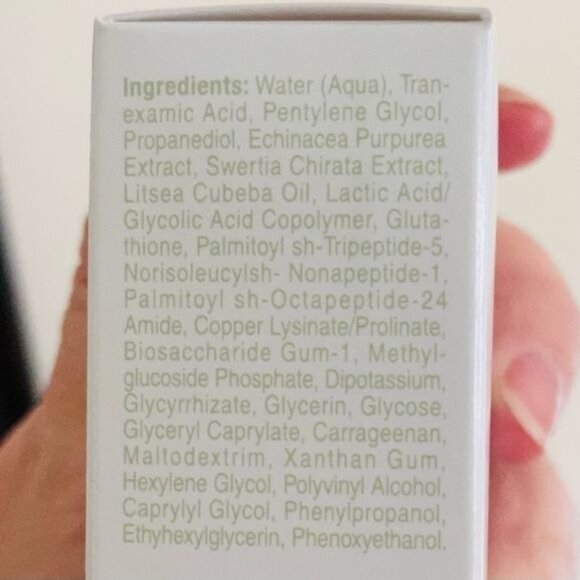 Ingredients: Water (Aqua), Tran-
examic Acid, Pentylene Glycol,
Propanediol, Echinacea Purpurea
Extract, Swertia Chirata Extract,
Litsea Cubeba Oil, Lactic Acid/
Glycolic Acid Copolymer, Gluta-
thione, Palmitoyl sh-Tripeptide-5,
Norisoleucylsh- Nonapeptide-1,
Palmitoyl sh-Octapeptide-24
Amide, Copper Lysinate/Prolinate,
Biosaccharide Gum-1, Methyl-
glucoside Phosphate, Dipotassium,
Glycyrrhizate, Glycerin, Glycose,
Glyceryl Caprylate, Carrageenan,
Maltodextrim, Xanthan Gum,
Hexylene Glycol, Polyvinyl Alcohol,
Caprylyl Glycol, Phenylpropanol,
Ethyhexylglycerin, Phenoxyethanol.